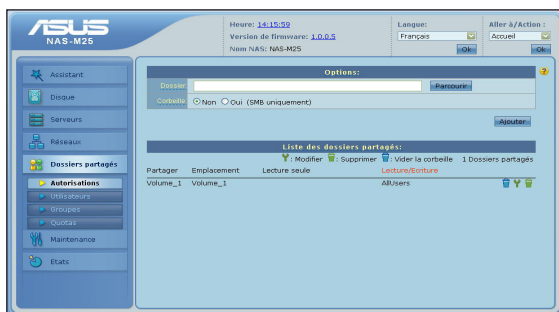 ASUS
NAS-M25
Heure: 14:15:59
Version de firmware: 1.0.0.5
Nom NAS: NAS-M25
Langue:
Français
Ok
Aller à/Action :
Accueil
Ok
Assistant
Disque
Serveurs
Réseaux
Dossiers partagés
Autorisations
Utilisateurs
Groupes
Quotas
Maintenance
Etats
Options:
Dossier
Parcourir
Corbeille
Non Oui (SMB uniquement)
Ajouter
Liste des dossiers partagés:
: Modifier : Supprimer : Vider la corbeille 1 Dossiers partagés
Partager Emplacement Lecture seule Lecture/Ecriture
Volume_1 Volume_1 AllUsers